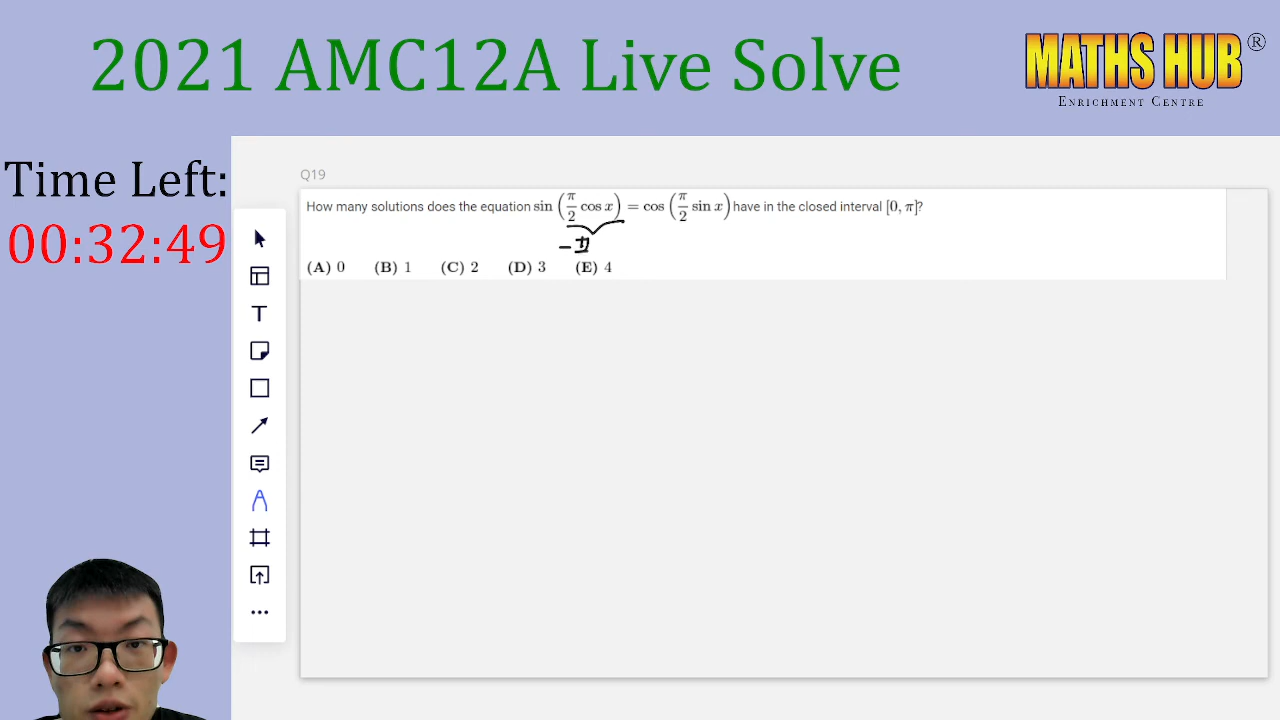 2021 AMC12A Live Solve
MATHS HUB®
ENRICHMENT CENTRE
Time Left:
00:32:49
Q19
How many solutions does the equation sin (π/2 cos x) = cos (π/2 sin x) have in the closed interval [0, π]?
(A) 0 (B) 1 (C) 2 (D) 3 (E) 4
T